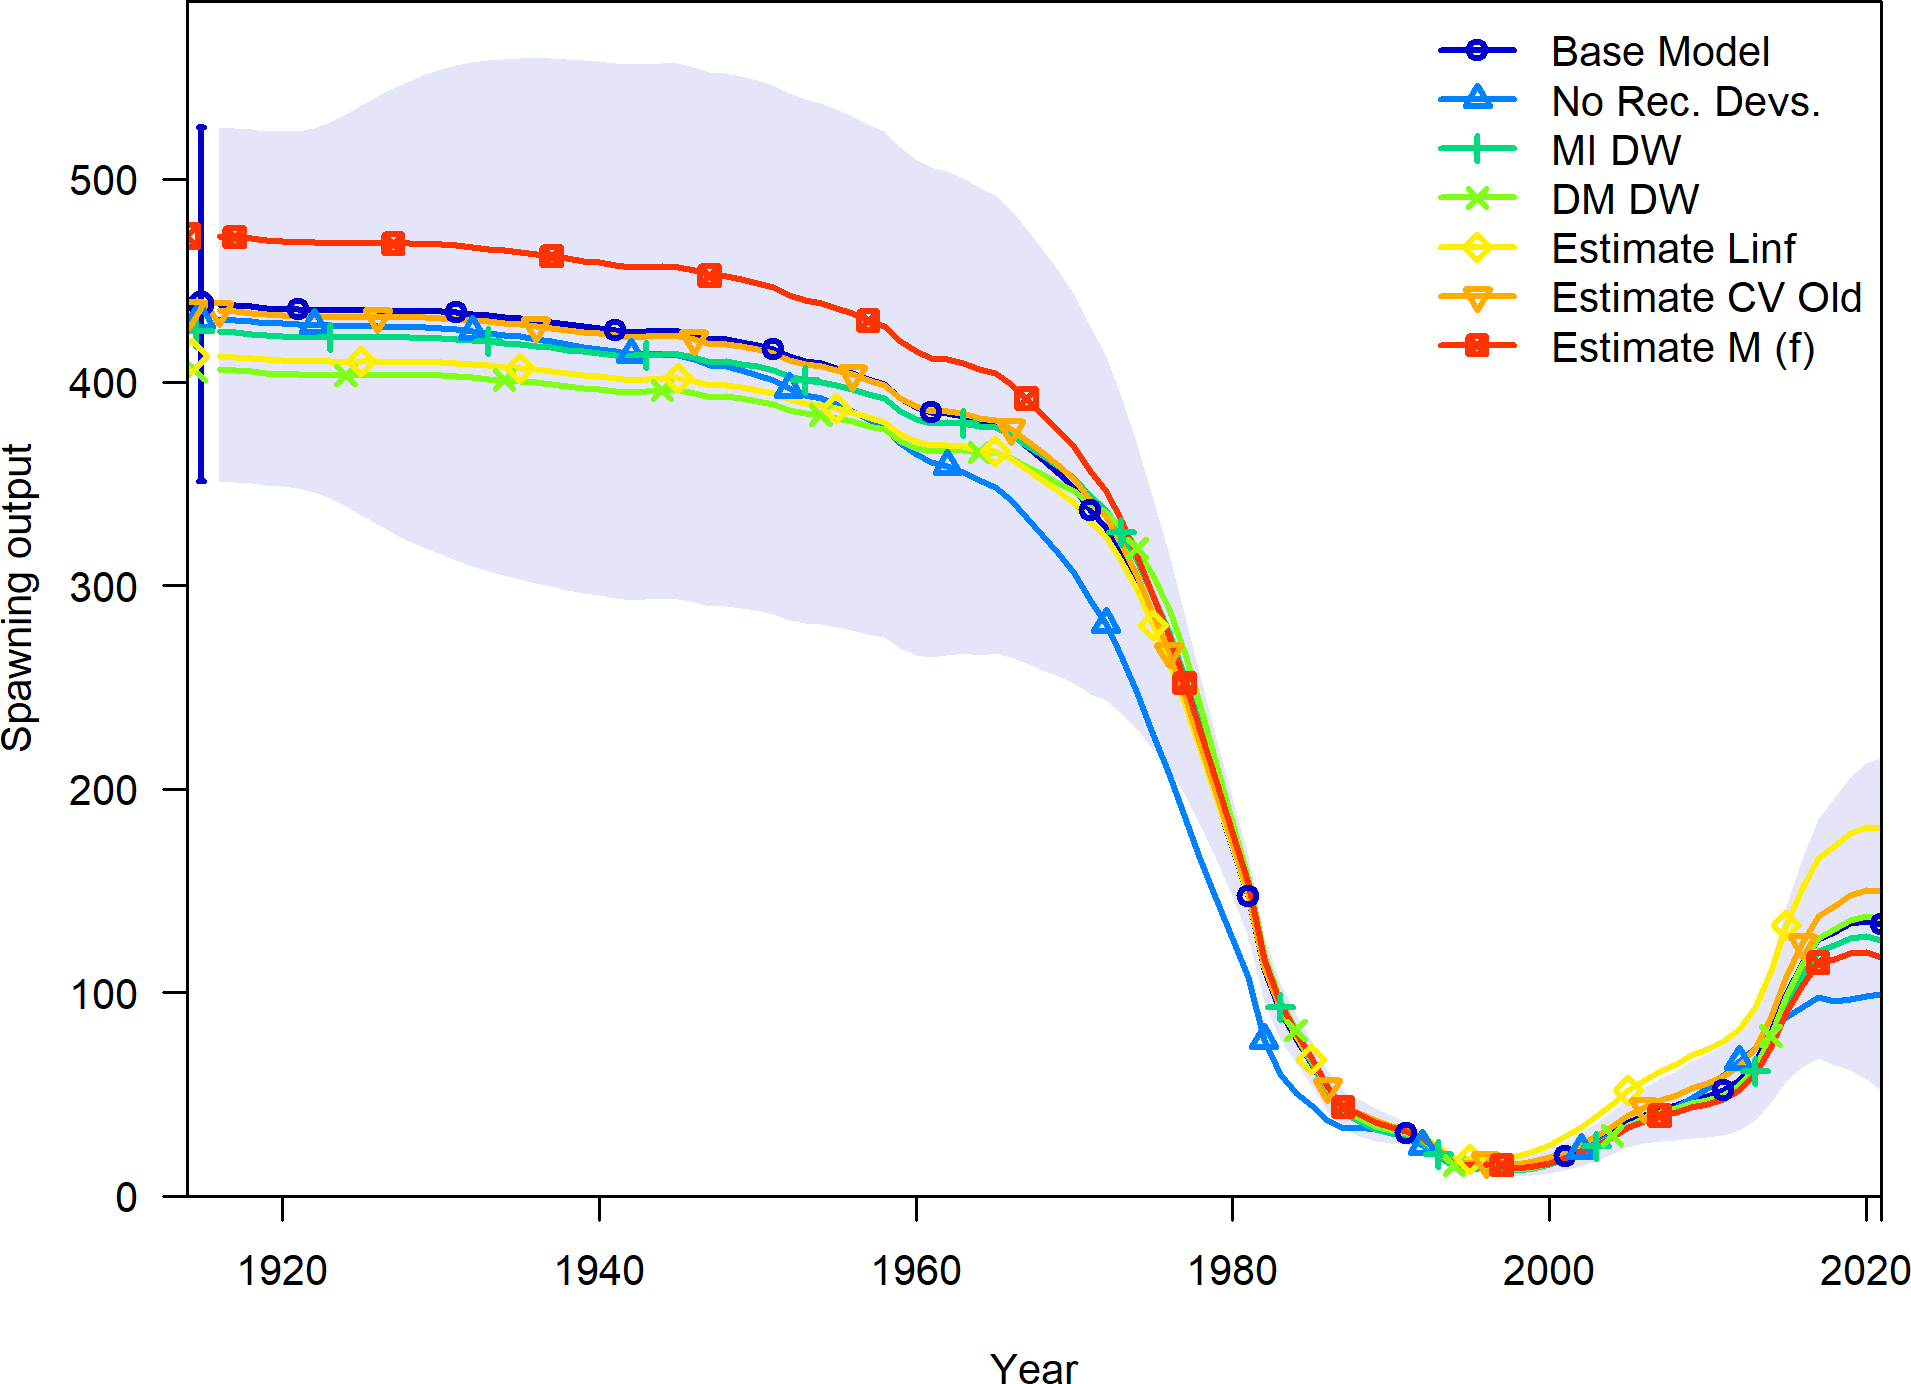 Base Model
No Rec. Devs.
MI DW
DM DW
Estimate Linf
Estimate CV Old
Estimate M (f)
Spawning output
500
400
300
200
100
0
1920
1940
1960
1980
2000
2020
Year